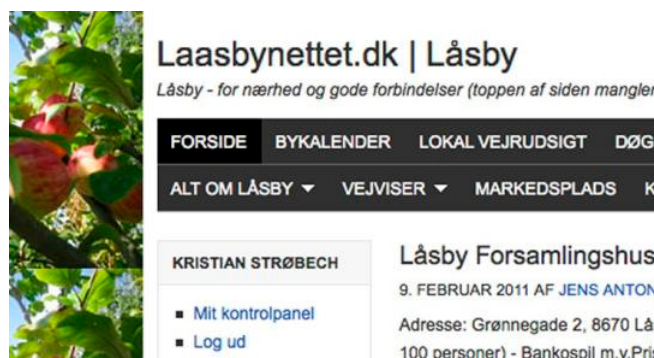 Laasbynettet.dk | Låsby
Låsby - for nærhed og gode forbindelser (toppen af siden mangler
FORSIDE BYKALENDER LOKAL VEJRUDSIGT DØG
ALT OM LÅSBY VEJVISER MARKEDSPLADS K
KRISTIAN STRØBECH
Mit kontrolpanel
Log ud
Låsby Forsamlingshus
9. FEBRUAR 2011 AF JENS ANTON
Adresse: Grønnegade 2, 8670 Lå
100 personer) - Bankospil m.v.Pris